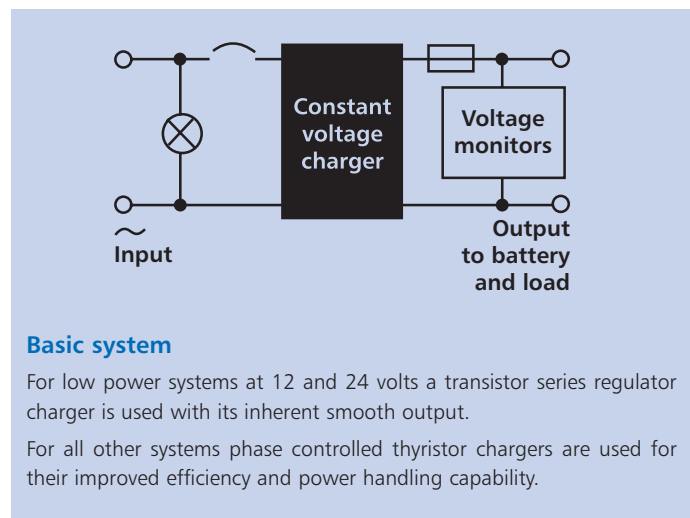 Constant
voltage
charger
Voltage
monitors
Input
Output
to battery
and load
Basic system
For low power systems at 12 and 24 volts a transistor series regulator
charger is used with its inherent smooth output.
For all other systems phase controlled thyristor chargers are used for
their improved efficiency and power handling capability.